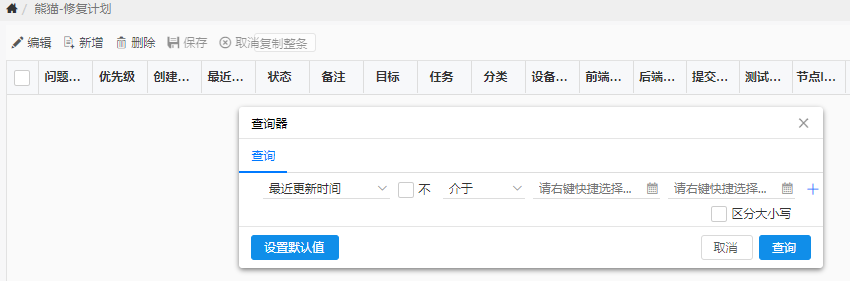 / 熊猫-修复计划
编辑 新增 删除 保存 取消 复制整条
问题... 优先级 创建... 最近... 状态 备注 目标 任务 分类 设备... 前端... 后端... 提交... 测试... 节点I...
查询器
查询
最近更新时间 不 介于 请右键快捷选择... 请右键快捷选择...
区分大小写
设置默认值 取消 查询